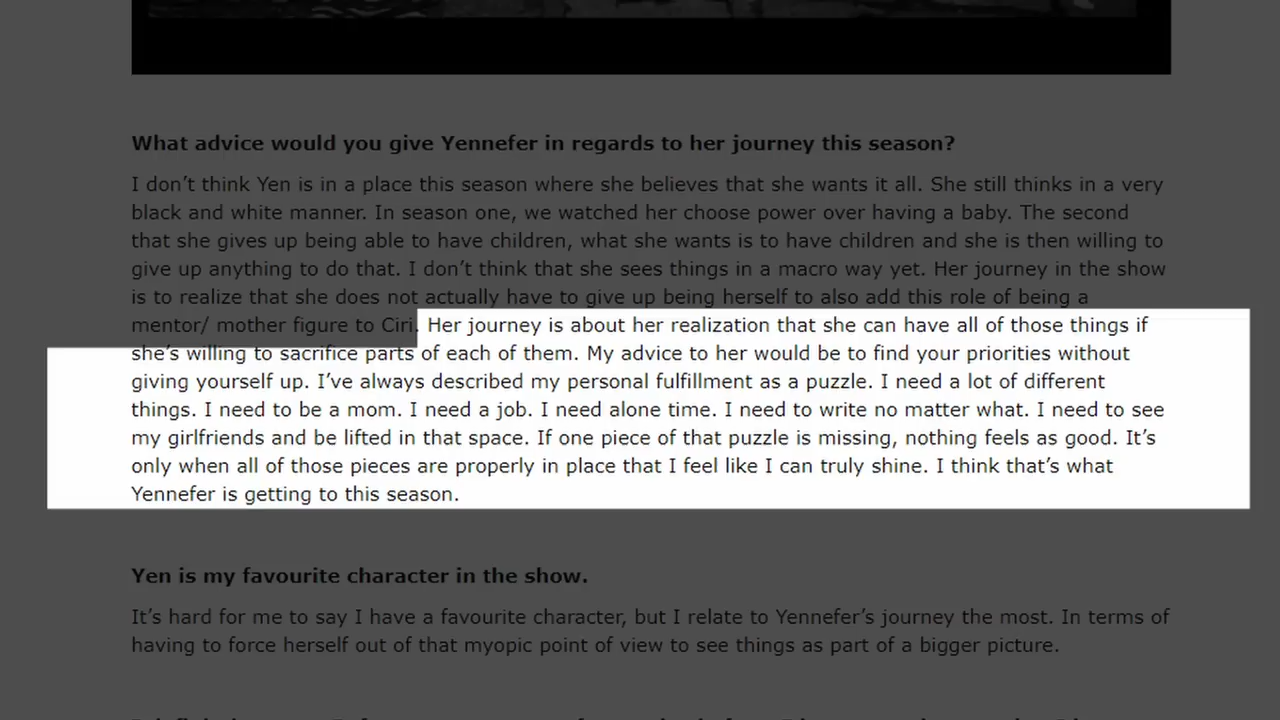 What advice would you give Yennefer in regards to her journey this season?
I don’t think Yen is in a place this season where she believes that she wants it all. She still thinks in a very
black and white manner. In season one, we watched her choose power over having a baby. The second
that she gives up being able to have children, what she wants is to have children and she is then willing to
give up anything to do that. I don’t think that she sees things in a macro way yet. Her journey in the show
is to realize that she does not actually have to give up being herself to also add this role of being a
mentor/ mother figure to Ciri. Her journey is about her realization that she can have all of those things if
she’s willing to sacrifice parts of each of them. My advice to her would be to find your priorities without
giving yourself up. I’ve always described my personal fulfillment as a puzzle. I need a lot of different
things. I need to be a mom. I need a job. I need alone time. I need to write no matter what. I need to see
my girlfriends and be lifted in that space. If one piece of that puzzle is missing, nothing feels as good. It’s
only when all of those pieces are properly in place that I feel like I can truly shine. I think that’s what
Yennefer is getting to this season.
Yen is my favourite character in the show.
It’s hard for me to say I have a favourite character, but I relate to Yennefer’s journey the most. In terms of
having to force herself out of that myopic point of view to see things as part of a bigger picture.